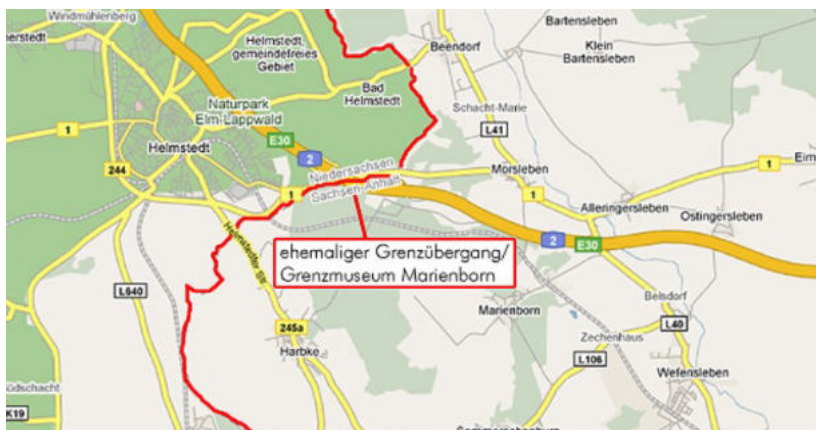 Windmühlenberg
Helmstedt,
gemeindefreies
Gebiet
Beendorf
Bartensleben
Klein
Bartensleben
Bad
Helmstedt
Naturpark
Elm-Lappwald
Schacht-Marie
L41
1
E30
2
Helmstedt
244
Niedersachsen
Sachsen-Anhalt
Morsleben
1
1
1
Alleringersleben
Ostingersleben
Helmstedter Str
ehemaliger Grenzübergang/
Grenzmuseum Marienborn
2
E30
L640
Marienborn
Belsdorf
245a
Harbke
Zechenhaus
L40
L106
Wefensleben
K19